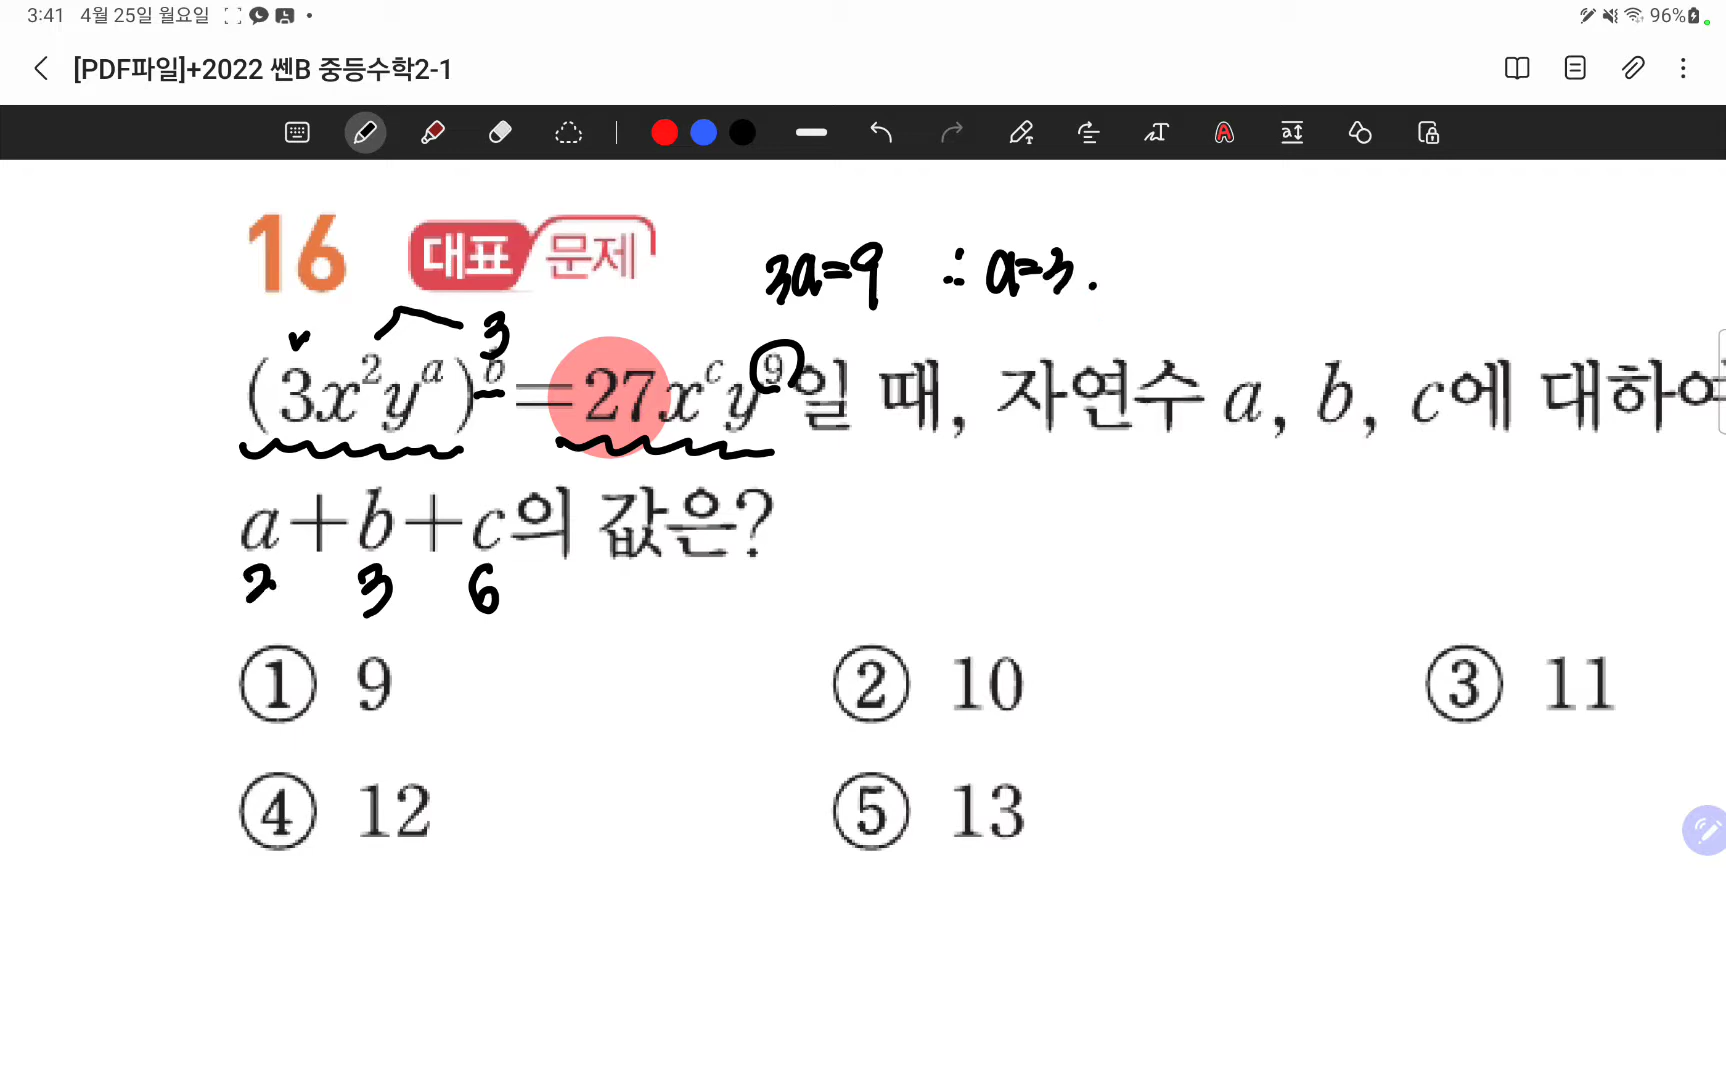 3:41 4월 25일 월요일 96%
[PDF파일]+2022 쎈B 중등수학2-1
16 대표 문제 3a=9 ∴ a=3.
3
(3x²yᵃ)ᵇ=27xᶜy⁹일 때, 자연수 a, b, c에 대하여
a+b+c의 값은?
2 3 6
① 9 ② 10 ③ 11
④ 12 ⑤ 13